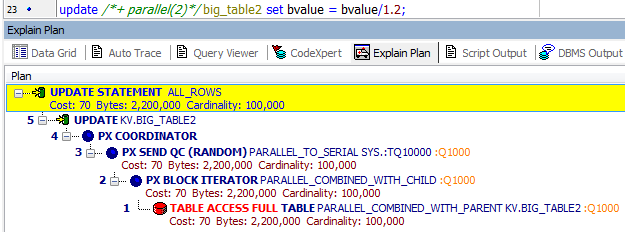 23 update /*+ parallel(2)*/ big_table2 set bvalue = bvalue/1.2;
Explain Plan
Data Grid Auto Trace Query Viewer CodeXpert Explain Plan Script Output DBMS Output
Plan
UPDATE STATEMENT ALL_ROWS
Cost: 70 Bytes: 2,200,000 Cardinality: 100,000
5 UPDATE KV.BIG_TABLE2
4 PX COORDINATOR
3 PX SEND QC (RANDOM) PARALLEL_TO_SERIAL SYS.:TQ10000 :Q1000
Cost: 70 Bytes: 2,200,000 Cardinality: 100,000
2 PX BLOCK ITERATOR PARALLEL_COMBINED_WITH_CHILD :Q1000
Cost: 70 Bytes: 2,200,000 Cardinality: 100,000
1 TABLE ACCESS FULL TABLE PARALLEL_COMBINED_WITH_PARENT KV.BIG_TABLE2 :Q1000
Cost: 70 Bytes: 2,200,000 Cardinality: 100,000